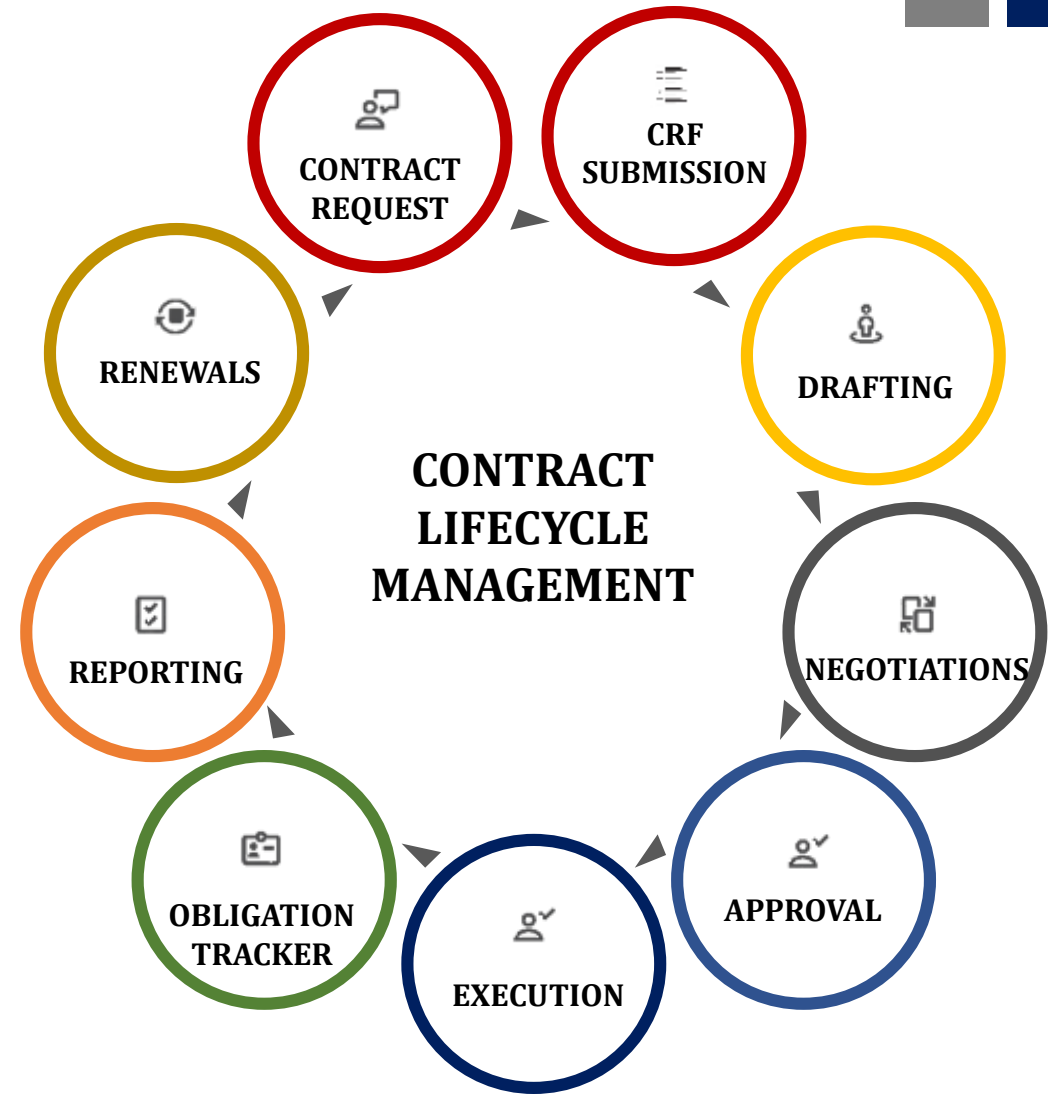 CONTRACT
REQUEST
CRF
SUBMISSION
DRAFTING
NEGOTIATIONS
APPROVAL
EXECUTION
OBLIGATION
TRACKER
REPORTING
RENEWALS
CONTRACT
LIFECYCLE
MANAGEMENT